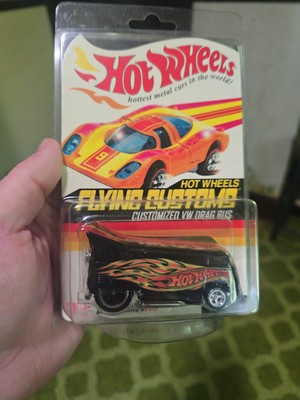 Hot Wheels
hottest metal cars in the world!
9
HOT WHEELS
FLYING CUSTOMS
CUSTOMIZED VW DRAG BUS
Hot Wheels